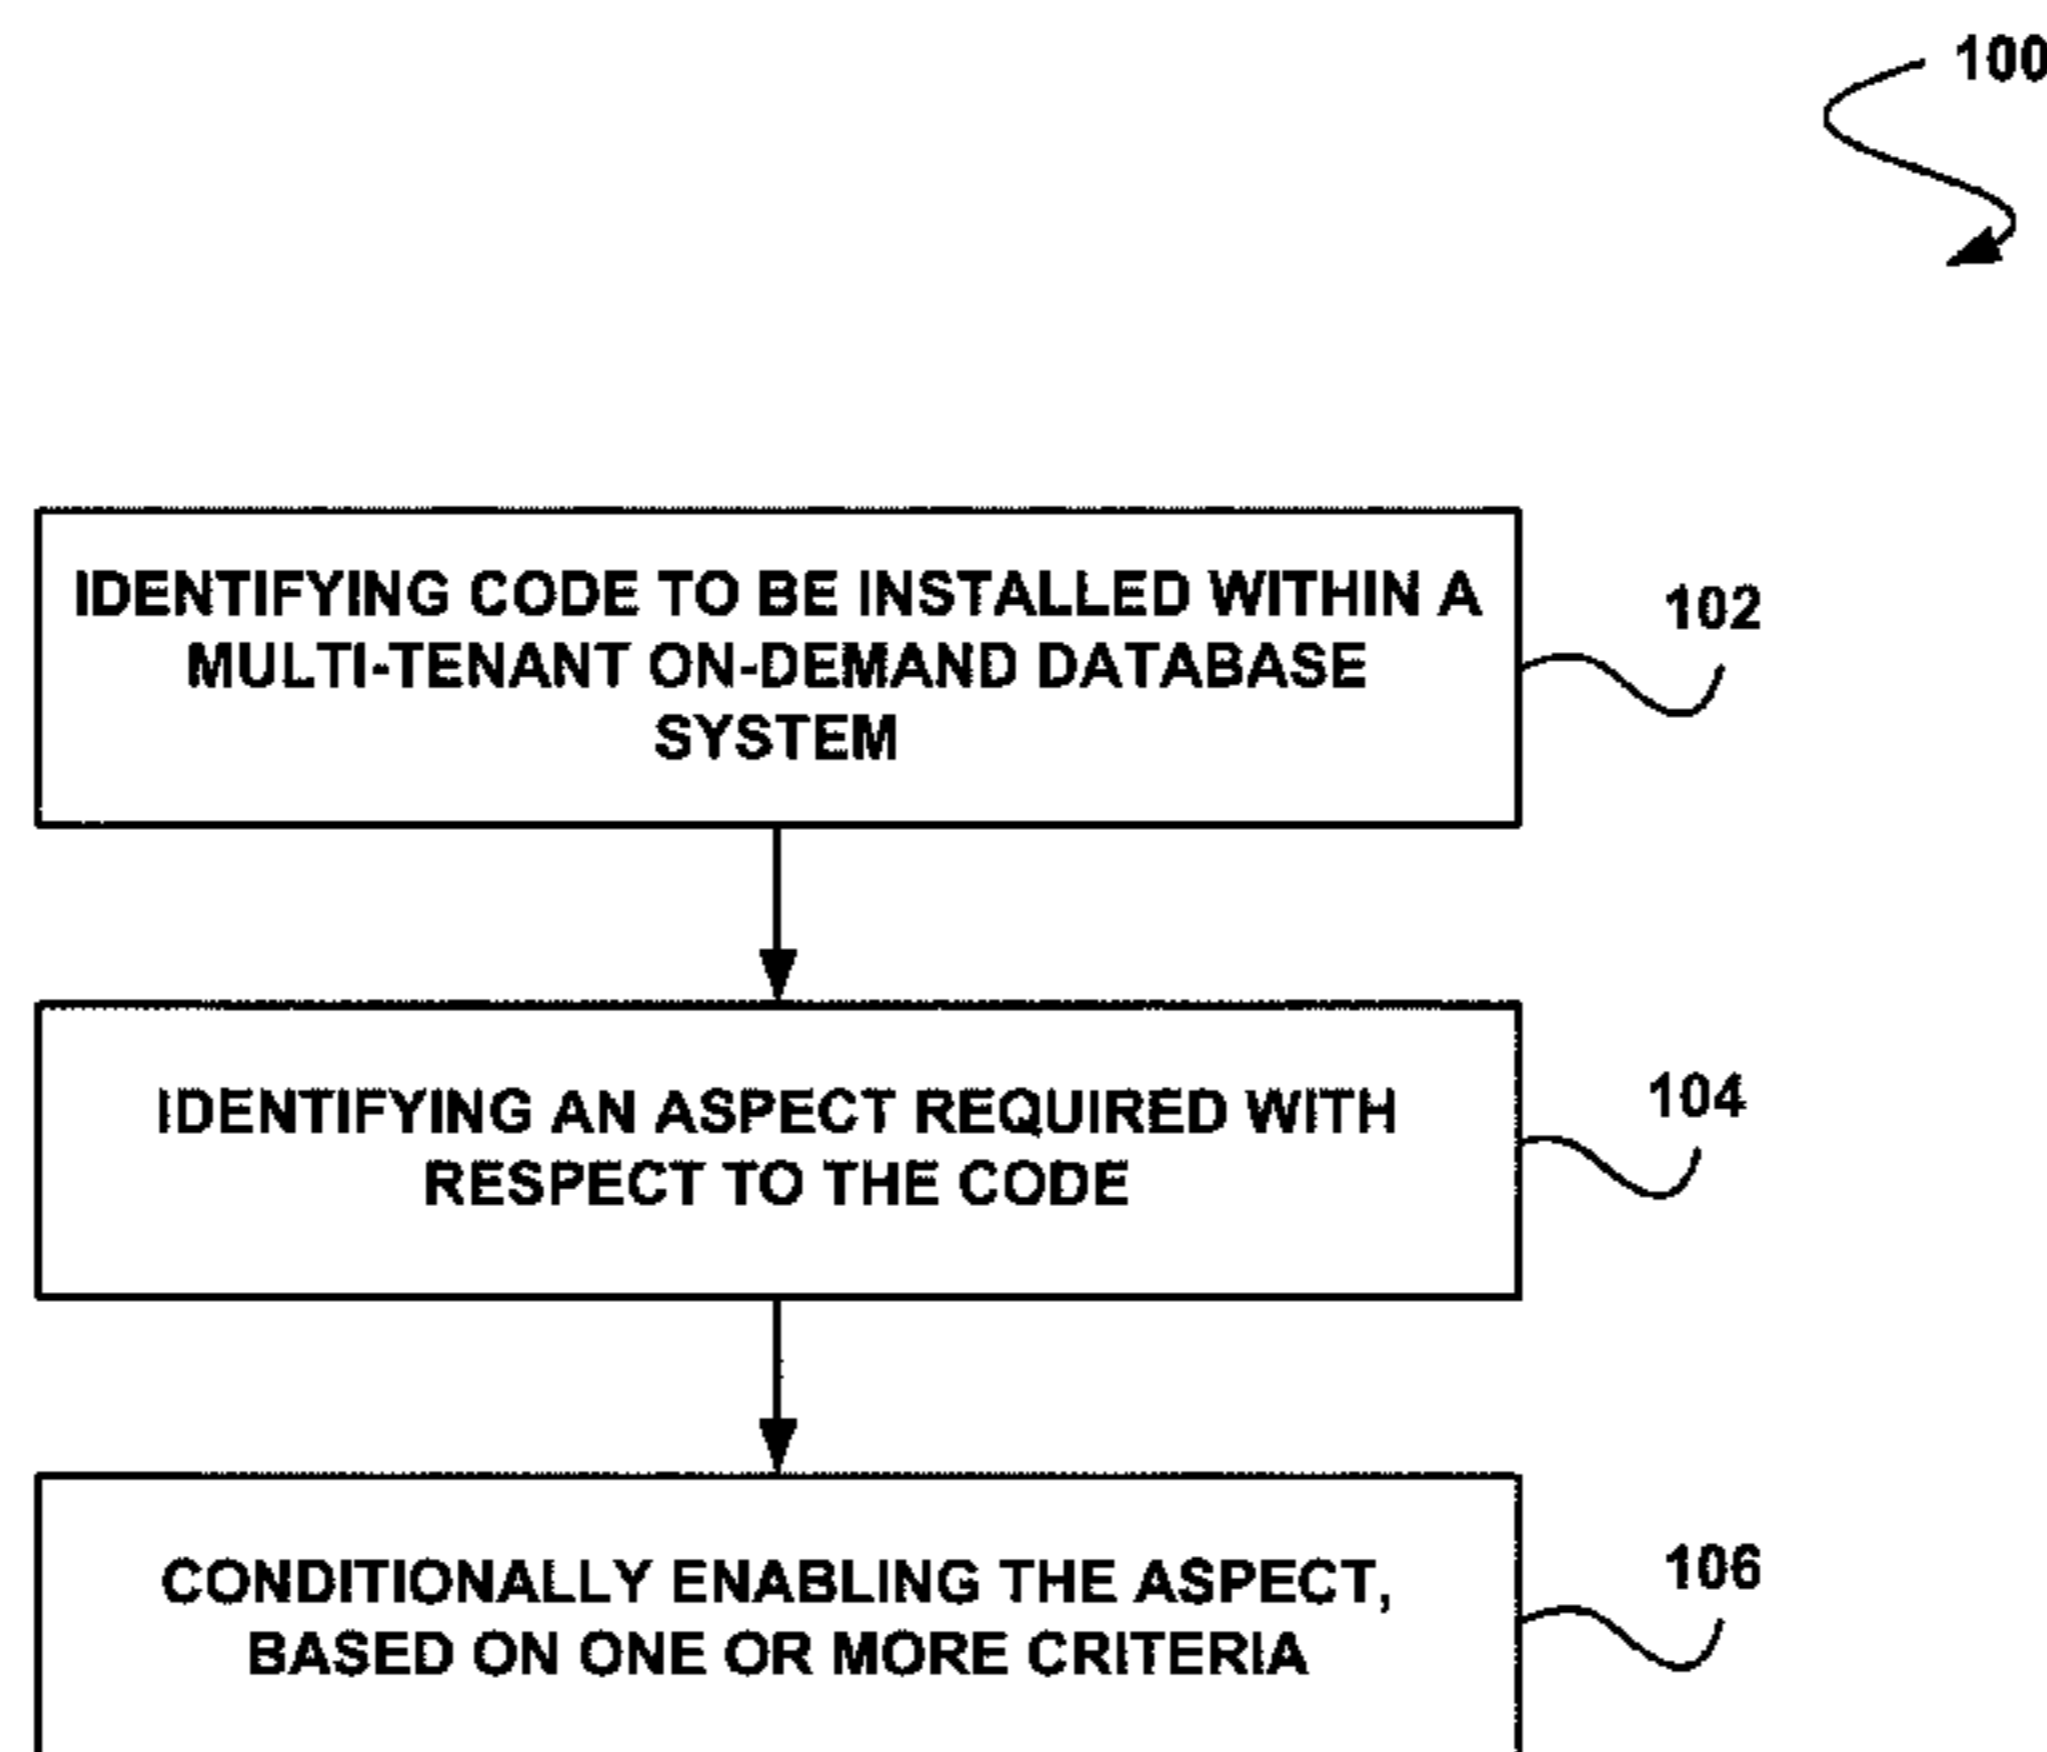 100
IDENTIFYING CODE TO BE INSTALLED WITHIN A
MULTI-TENANT ON-DEMAND DATABASE
SYSTEM
102
IDENTIFYING AN ASPECT REQUIRED WITH
RESPECT TO THE CODE
104
CONDITIONALLY ENABLING THE ASPECT,
BASED ON ONE OR MORE CRITERIA
106